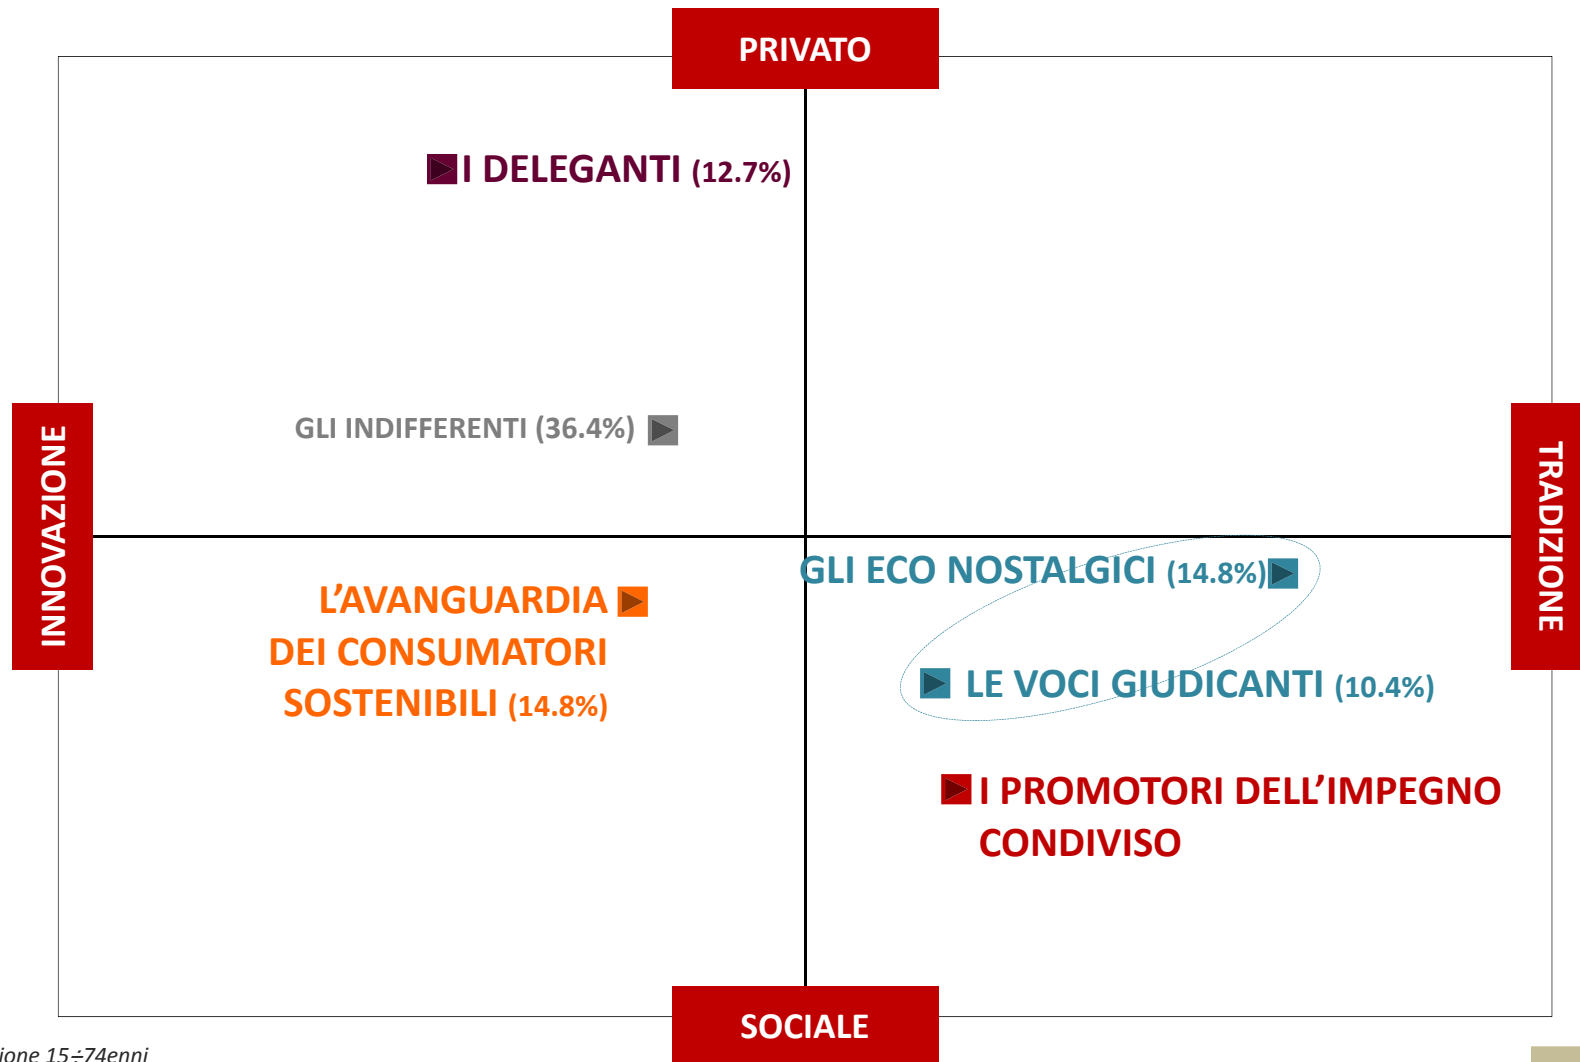 PRIVATO
I DELEGANTI (12.7%)
GLI INDIFFERENTI (36.4%)
INNOVAZIONE
TRADIZIONE
GLI ECO NOSTALGICI (14.8%)
L'AVANGUARDIA
DEI CONSUMATORI
SOSTENIBILI (14.8%)
LE VOCI GIUDICANTI (10.4%)
I PROMOTORI DELL'IMPEGNO
CONDIVISO
SOCIALE
15÷74enni